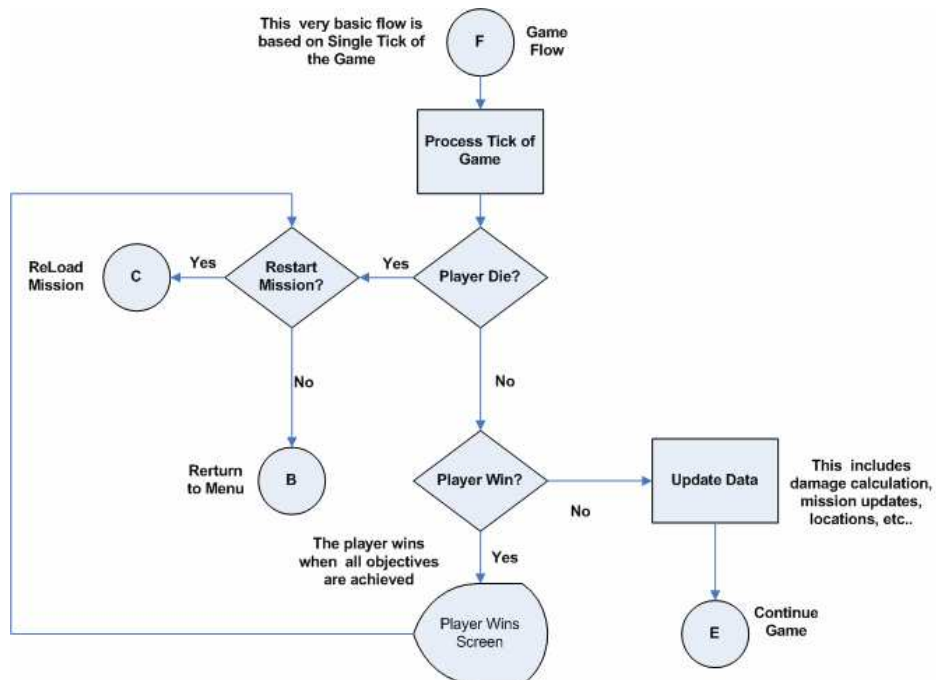 This very basic flow is
based on Single Tick of
the Game
F
Game
Flow
Process Tick of
Game
ReLoad
Mission
C
Yes
Restart
Mission?
Yes
Player Die?
No
No
Rerturn
to Menu
B
Player Win?
No
Update Data
This includes
damage calculation,
mission updates,
locations, etc..
The player wins
when all objectives
are achieved
Yes
Player Wins
Screen
E
Continue
Game